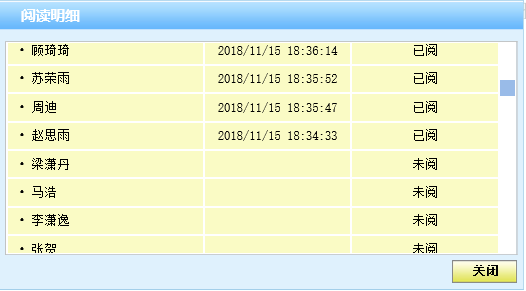 阅读明细
• 顾琦琦 2018/11/15 18:36:14 已阅
• 苏荣雨 2018/11/15 18:35:52 已阅
• 周迪 2018/11/15 18:35:47 已阅
• 赵思雨 2018/11/15 18:34:33 已阅
• 梁潇丹 未阅
• 马浩 未阅
• 李潇逸 未阅
• 张贺 未阅
关闭